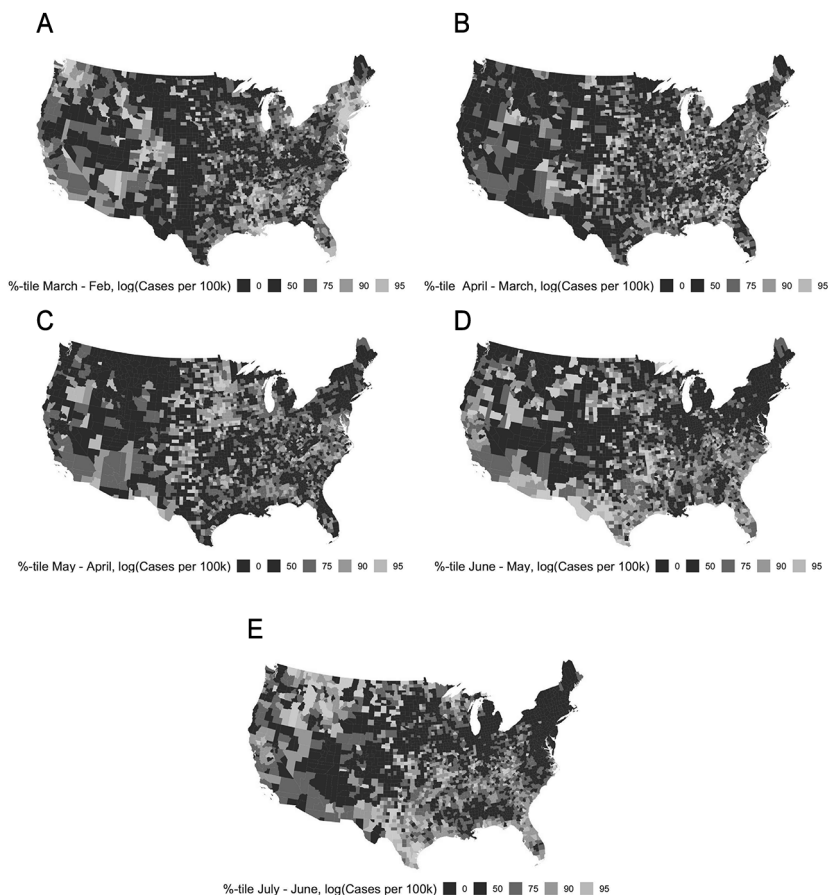 A
B
%-tile March - Feb, log(Cases per 100k) 0 50 75 90 95
%-tile April - March, log(Cases per 100k) 0 50 75 90 95
C
D
%-tile May - April, log(Cases per 100k) 0 50 75 90 95
%-tile June - May, log(Cases per 100k) 0 50 75 90 95
E
%-tile July - June, log(Cases per 100k) 0 50 75 90 95